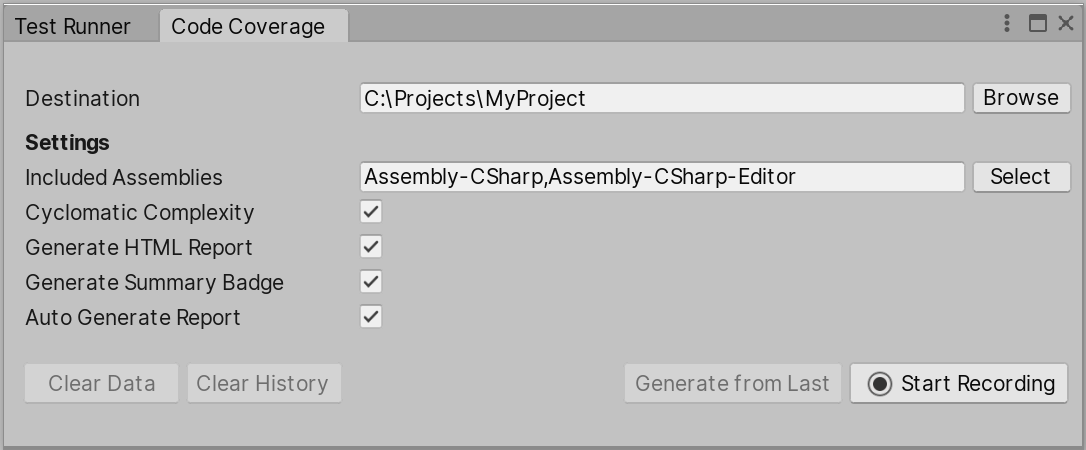 Test Runner Code Coverage
Destination C:\Projects\MyProject Browse
Settings
Included Assemblies Assembly-CSharp,Assembly-CSharp-Editor Select
Cyclomatic Complexity
Generate HTML Report
Generate Summary Badge
Auto Generate Report
Clear Data Clear History Generate from Last Start Recording